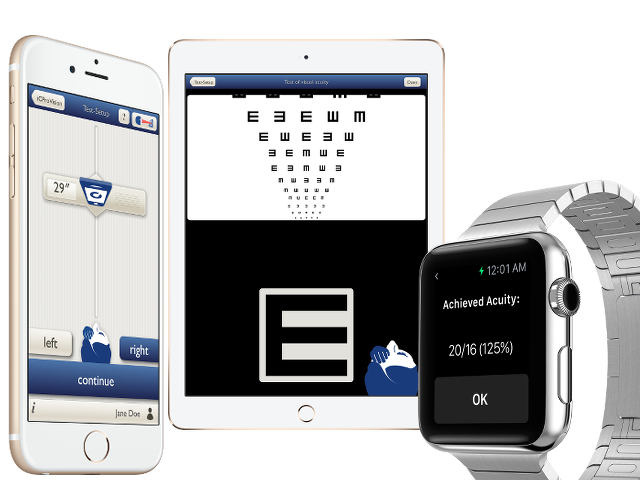 iCProVision
Test-Setup
?
29"
left
right
continue
i
Jane Doe
Test-Setup
Test of visual acuity
Done
E
12:01 AM
Achieved Acuity:
20/16 (125%)
OK